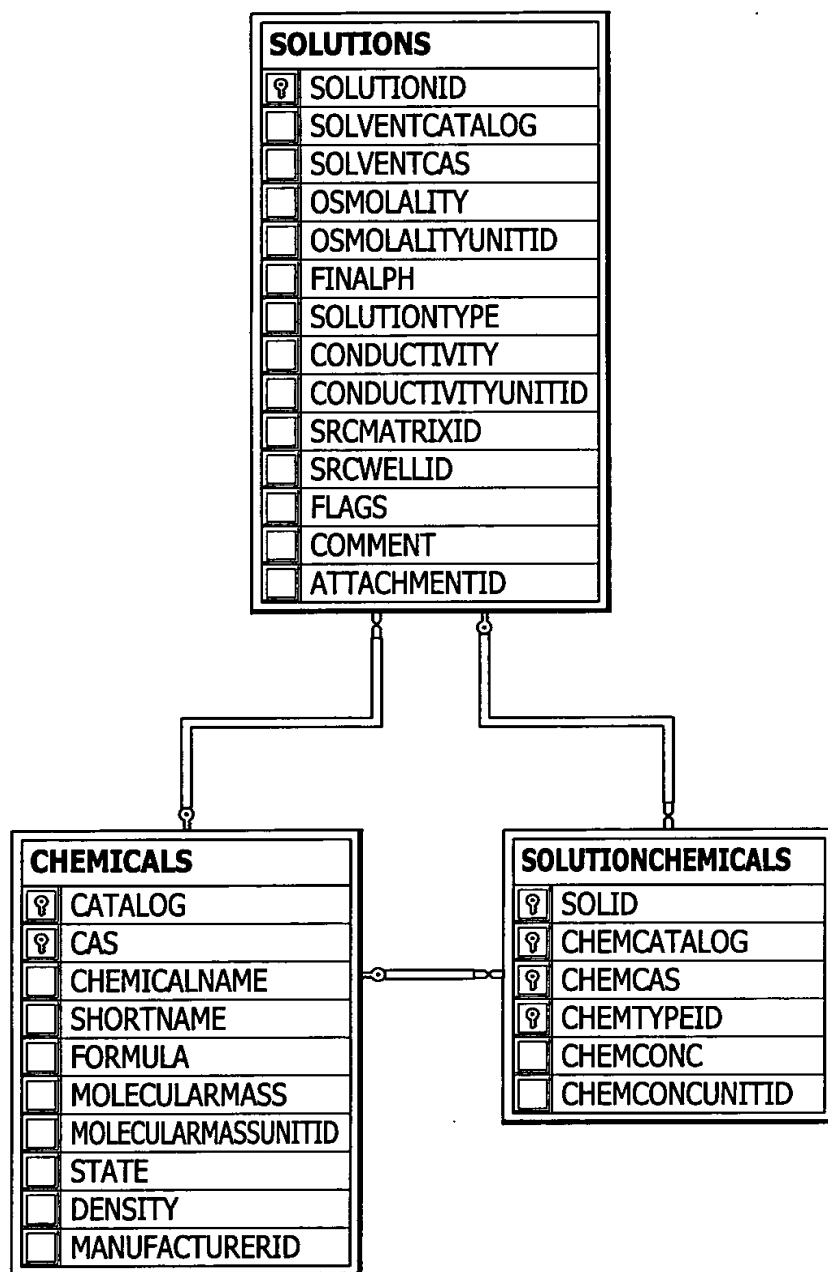 SOLUTIONS
SOLUTIONID
SOLVENTCATALOG
SOLVENTCAS
OSMOLALITY
OSMOLALITYUNITID
FINALPH
SOLUTIONTYPE
CONDUCTIVITY
CONDUCTIVITYUNITID
SRCMATRIXID
SRCWELLID
FLAGS
COMMENT
ATTACHMENTID
CHEMICALS
CATALOG
CAS
CHEMICALNAME
SHORTNAME
FORMULA
MOLECULARMASS
MOLECULARMASSUNITID
STATE
DENSITY
MANUFACTURERID
SOLUTIONCHEMICALS
SOLID
CHEMCATALOG
CHEMCAS
CHEMTYPEID
CHEMCONC
CHEMCONCUNITID